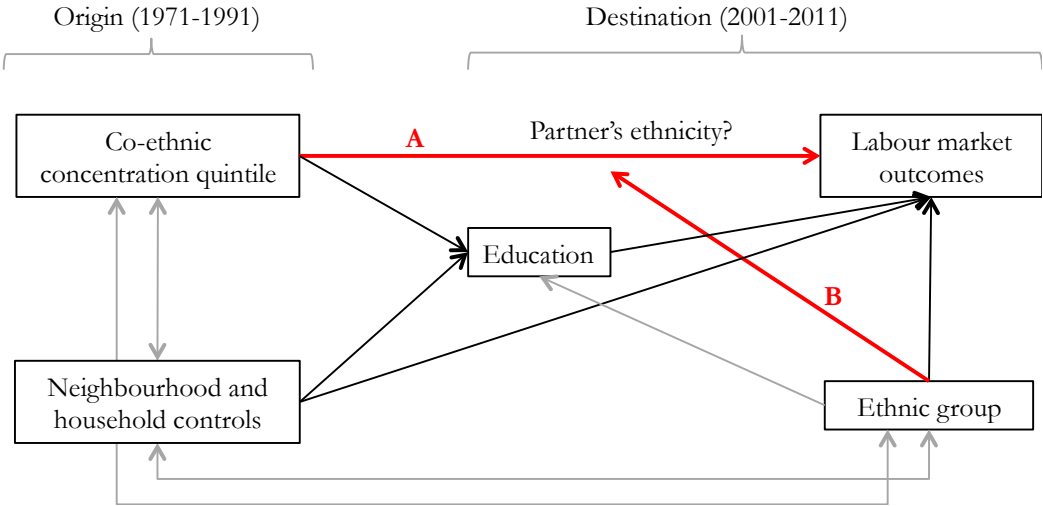 Origin (1971-1991)
Destination (2001-2011)
Co-ethnic
concentration quintile
A
Partner's ethnicity?
Labour market
outcomes
Education
B
Neighbourhood and
household controls
Ethnic group